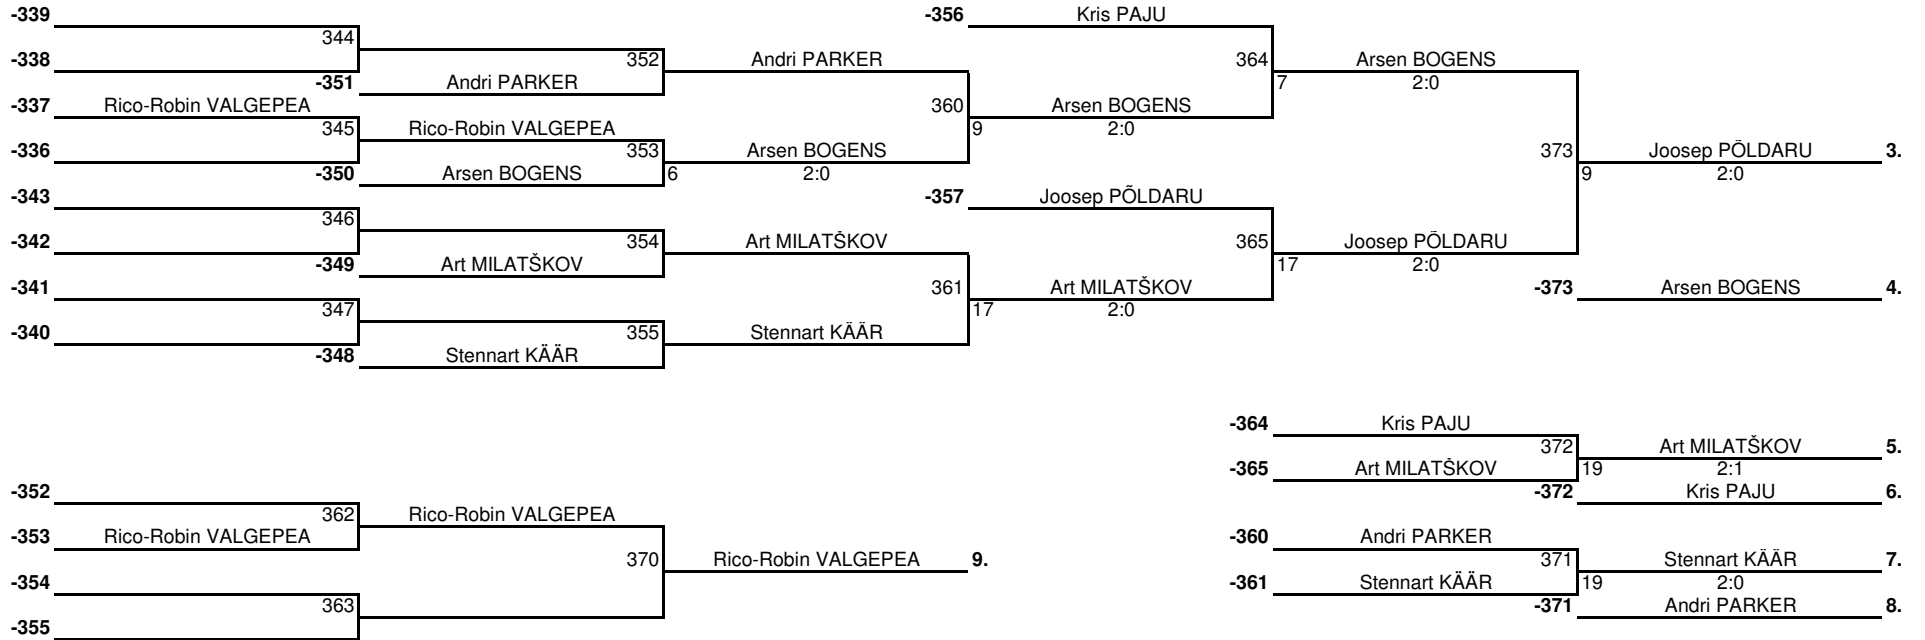 -339
-356 Kris PAJU
344
-338 352 Andri PARKER 364 Arsen BOGENS
-351 Andri PARKER 7 2:0
-337 Rico-Robin VALGEPEA 360 Arsen BOGENS
345 Rico-Robin VALGEPEA 9 2:0
-336 353 Arsen BOGENS 373 Joosep PÕLDARU 3.
-350 Arsen BOGENS 6 2:0 9 2:0
-343 -357 Joosep PÕLDARU
346
-342 354 Art MILATŠKOV 365 Joosep PÕLDARU
-349 Art MILATŠKOV 17 2:0
-341 361 Art MILATŠKOV -373 Arsen BOGENS 4.
347 17 2:0
-340 355 Stennart KÄÄR
-348 Stennart KÄÄR
-364 Kris PAJU
372 Art MILATŠKOV 5.
-365 Art MILATŠKOV 19 2:1
-352 -372 Kris PAJU 6.
362 Rico-Robin VALGEPEA
-353 Rico-Robin VALGEPEA -360 Andri PARKER
370 Rico-Robin VALGEPEA 9. 371 Stennart KÄÄR 7.
-354 -361 Stennart KÄÄR 19 2:0
363 -371 Andri PARKER 8.
-355